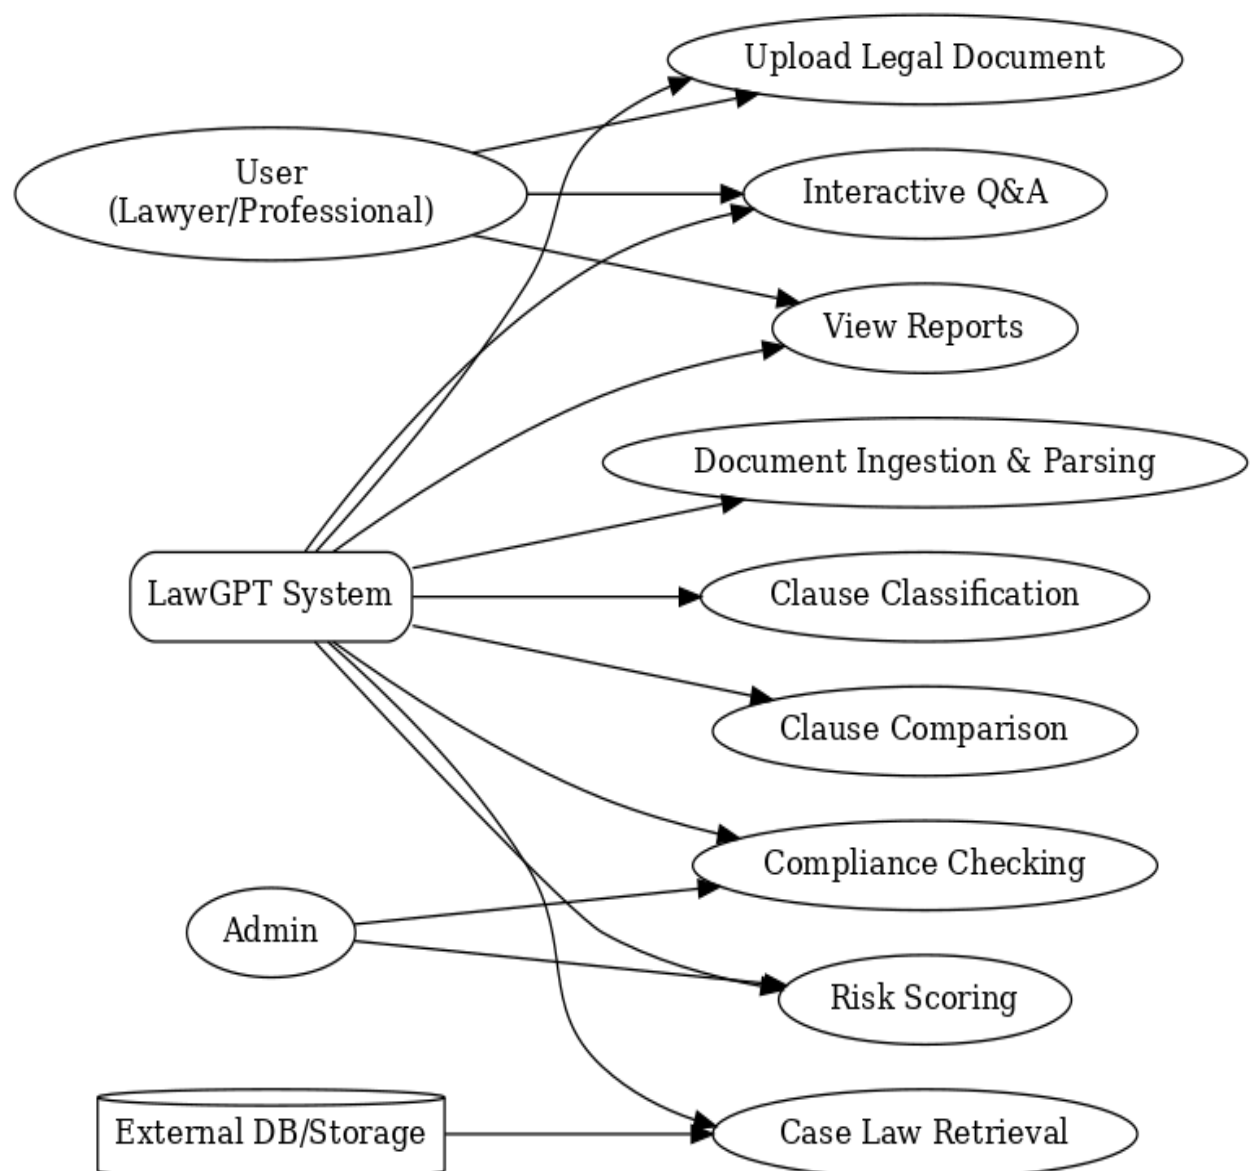 Upload Legal Document
User
(Lawyer/Professional)
Interactive Q&A
View Reports
Document Ingestion & Parsing
LawGPT System
Clause Classification
Clause Comparison
Compliance Checking
Admin
Risk Scoring
External DB/Storage
Case Law Retrieval